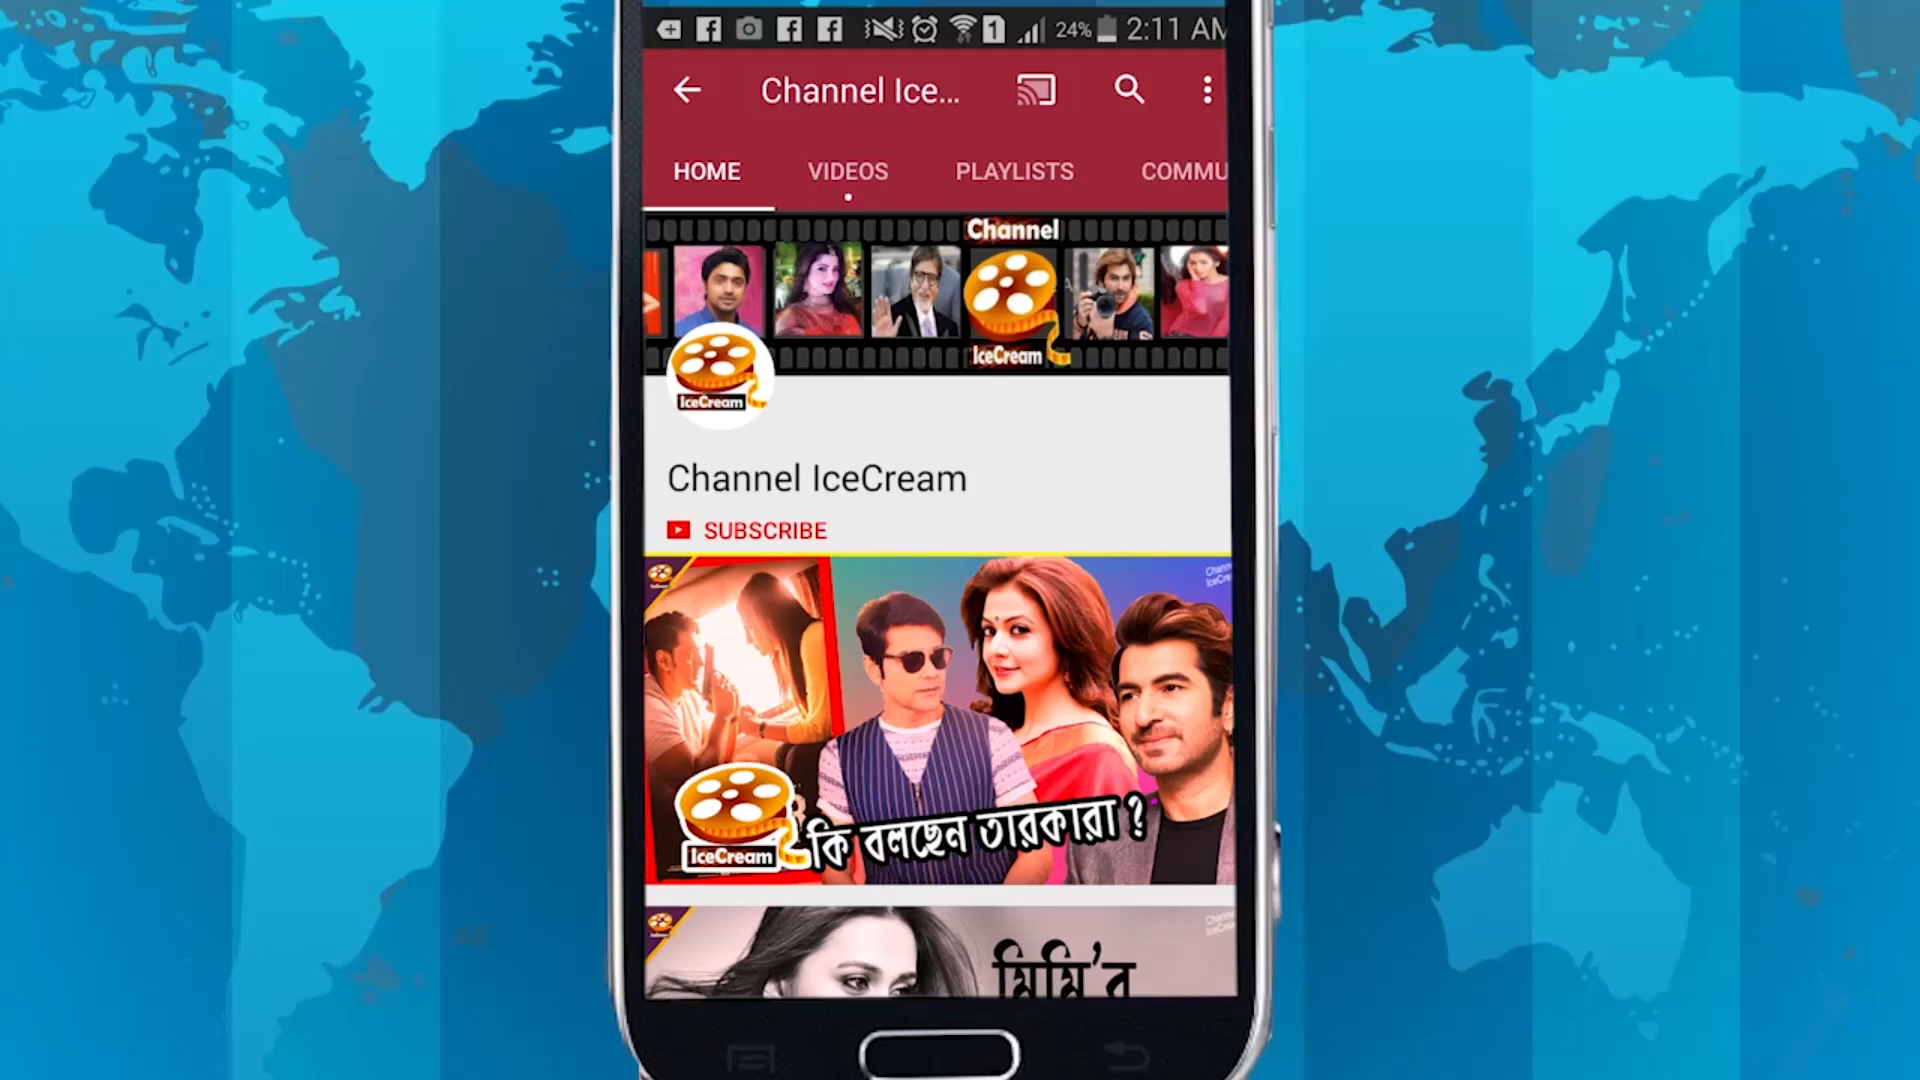 24% 2:11 AM
Channel Ice...
HOME VIDEOS PLAYLISTS COMMU
Channel
IceCream
IceCream
Channel IceCream
SUBSCRIBE
IceCream
কি বলছেন তারকারা ?
মিমি'র